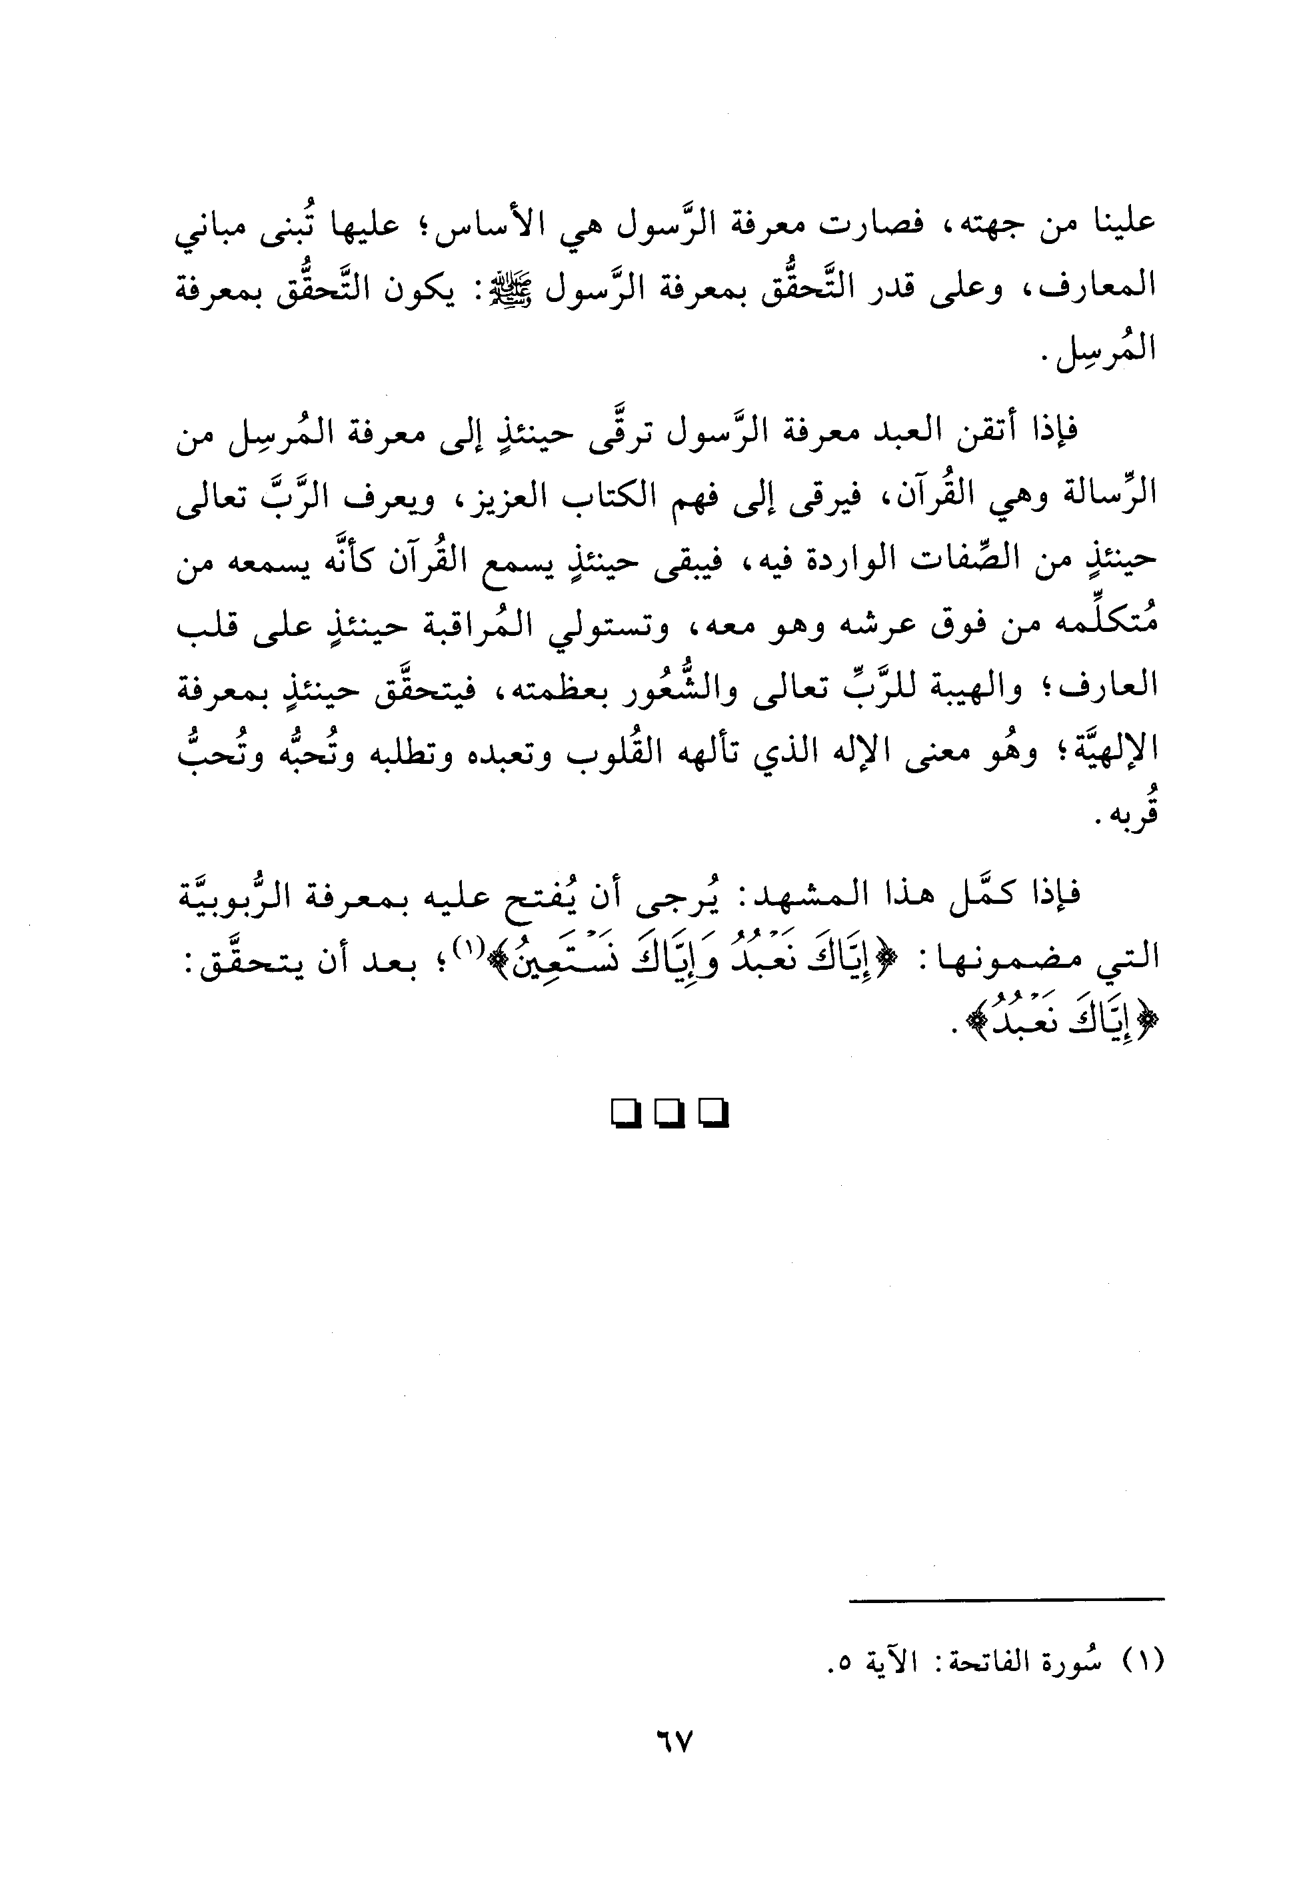 علينا من جهته، فصارت معرفة الرَّسول هي الأساس؛ عليها تُبنى مباني
المعارف، وعلى قدر التَّحقُّق بمعرفة الرَّسول ﷺ: يكون التَّحقُّق بمعرفة
المُرسِل.
فإذا أتقن العبد معرفة الرَّسول ترقَّى حينئذٍ إلى معرفة المُرسِل من
الرِّسالة وهي القُرآن، فيرقى إلى فهم الكتاب العزيز، ويعرف الرَّبَّ تعالى
حينئذٍ من الصِّفات الواردة فيه، فيبقى حينئذٍ يسمع القُرآن كأنَّه يسمعه من
مُتكلِّمه من فوق عرشه وهو معه، وتستولي المُراقبة حينئذٍ على قلب
العارف؛ والهيبة للرَّبِّ تعالى والشُّعُور بعظمته، فيتحقَّق حينئذٍ بمعرفة
الإلهيَّة؛ وهُو معنى الإله الذي تألهه القُلوب وتعبده وتطلبه وتُحبُّه وتُحبُّ
قُربه.
فإذا كمَّل هذا المشهد: يُرجى أن يُفتح عليه بمعرفة الرُّبوبيَّة
التي مضمونها: ﴿إِيَّاكَ نَعْبُدُ وَإِيَّاكَ نَسْتَعِينُ﴾(١)؛ بعد أن يتحقَّق:
﴿إِيَّاكَ نَعْبُدُ﴾.
(١) سُورة الفاتحة: الآية ٥.
٦٧